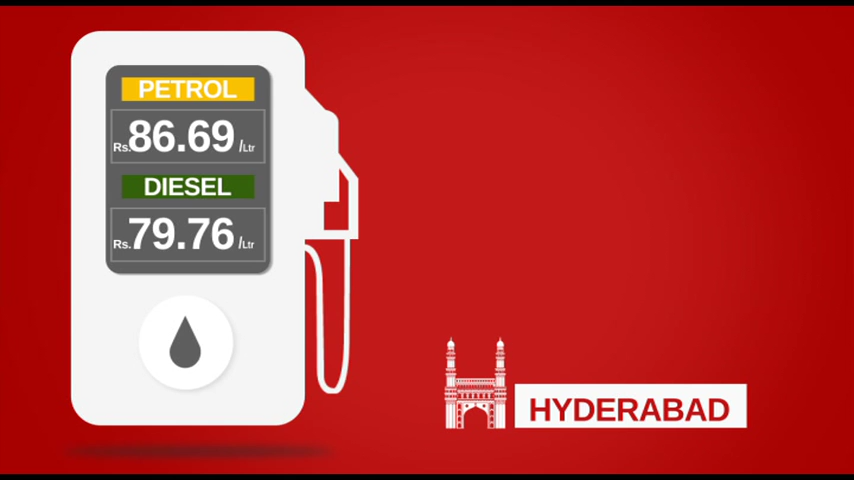 PETROL
Rs.86.69/Ltr
DIESEL
Rs.79.76/Ltr
HYDERABAD